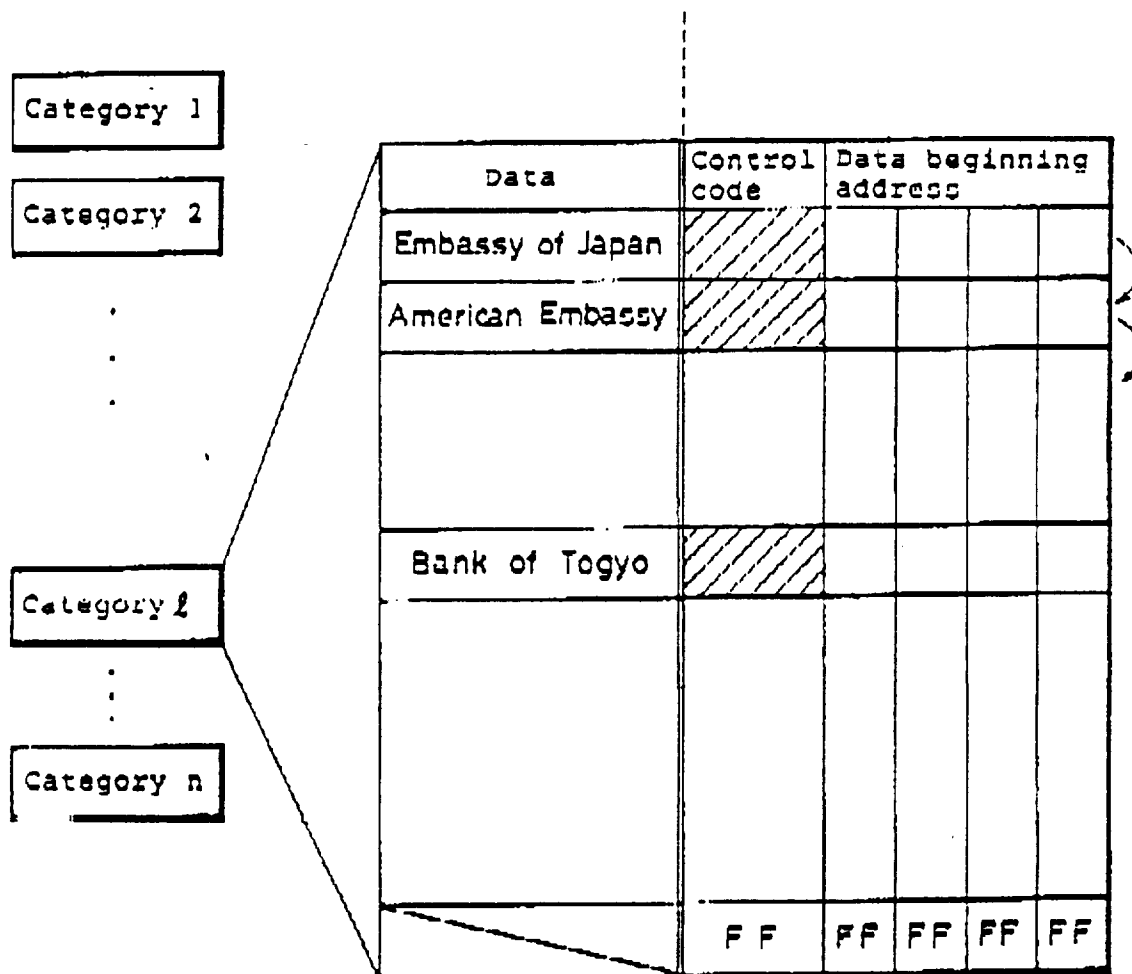 Category 1
Category 2
Category ℓ
Category n
Data
Control code
Data beginning address
Embassy of Japan
American Embassy
Bank of Togyo
FF FF FF FF FF